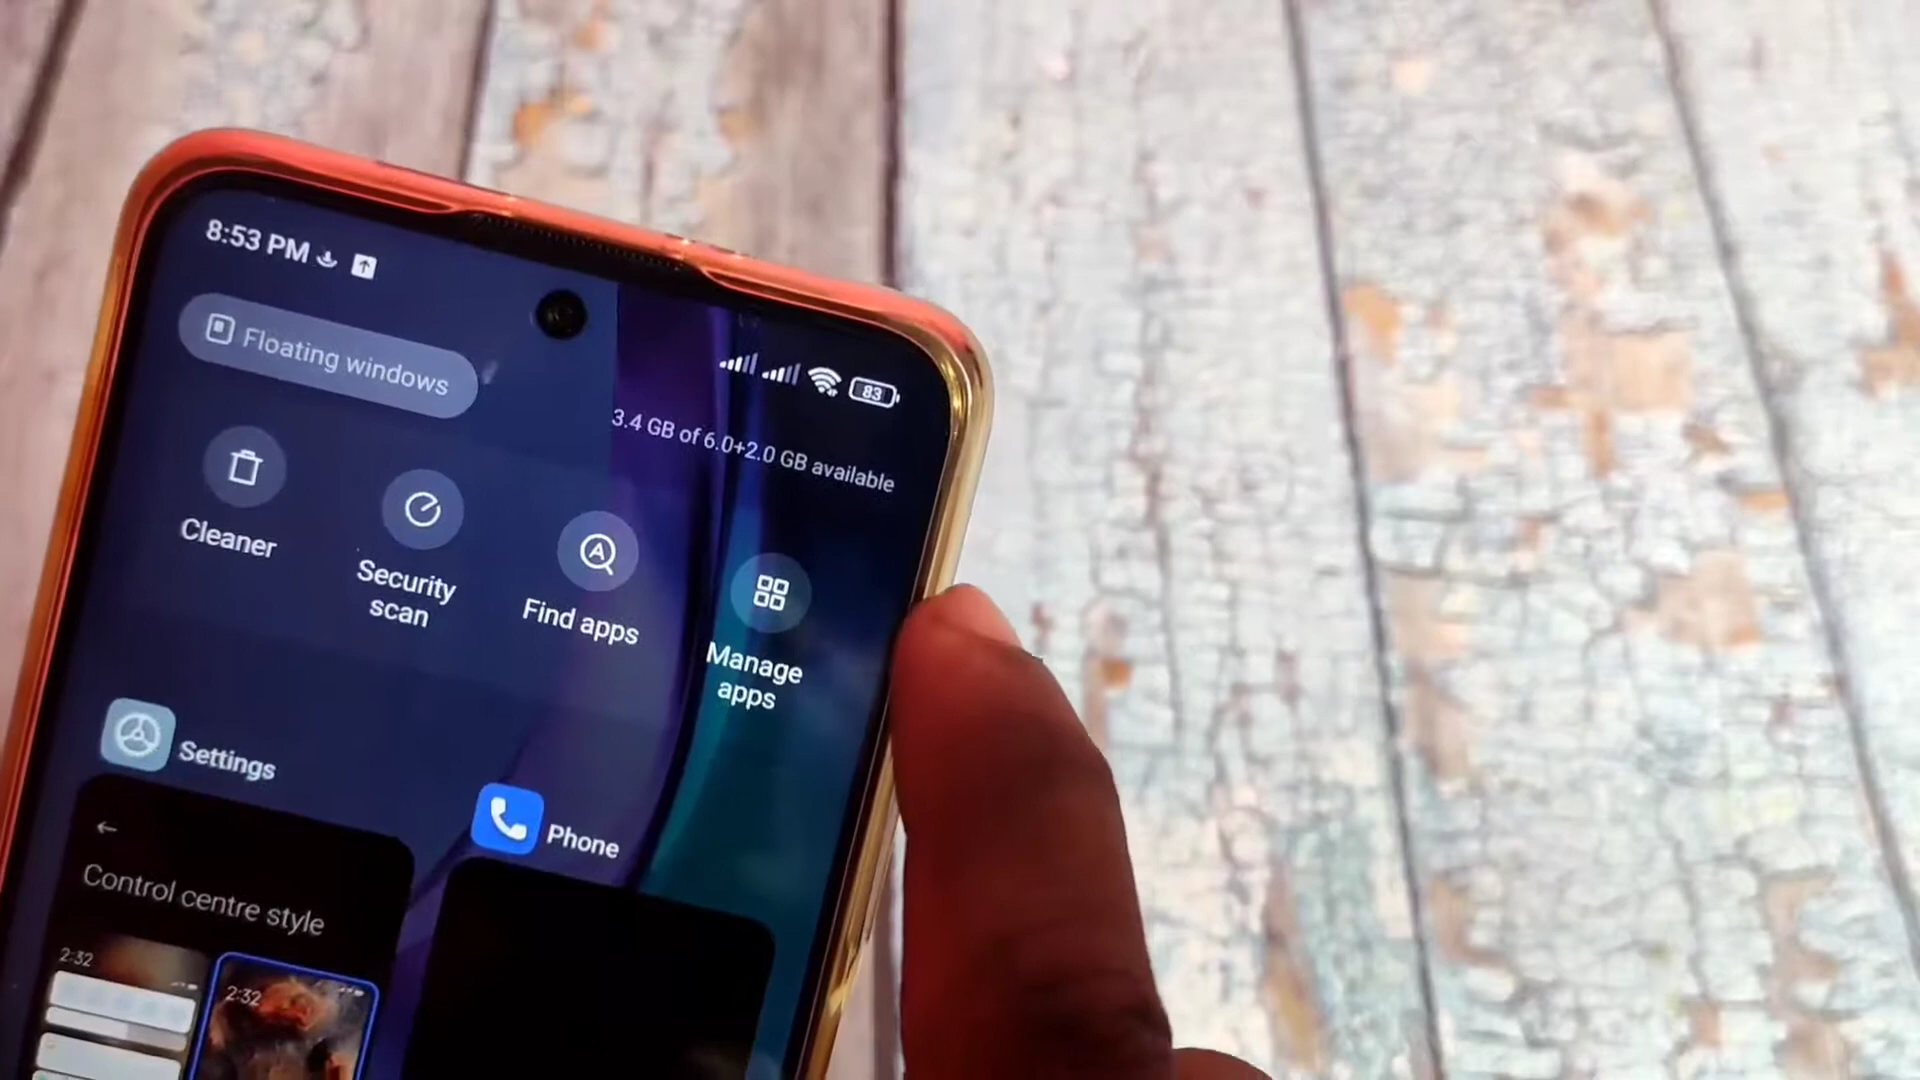 8:53 PM
83
Floating windows
3.4 GB of 6.0+2.0 GB available
Cleaner
Security
scan
Find apps
Manage
apps
Settings
Phone
Control centre style
2:32
2:32